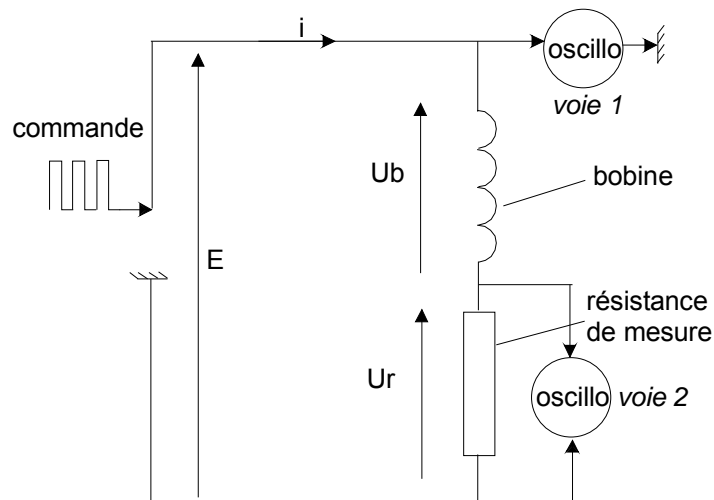 i
oscillo
voie 1
commande
Ub
bobine
E
résistance
de mesure
Ur
oscillo voie 2